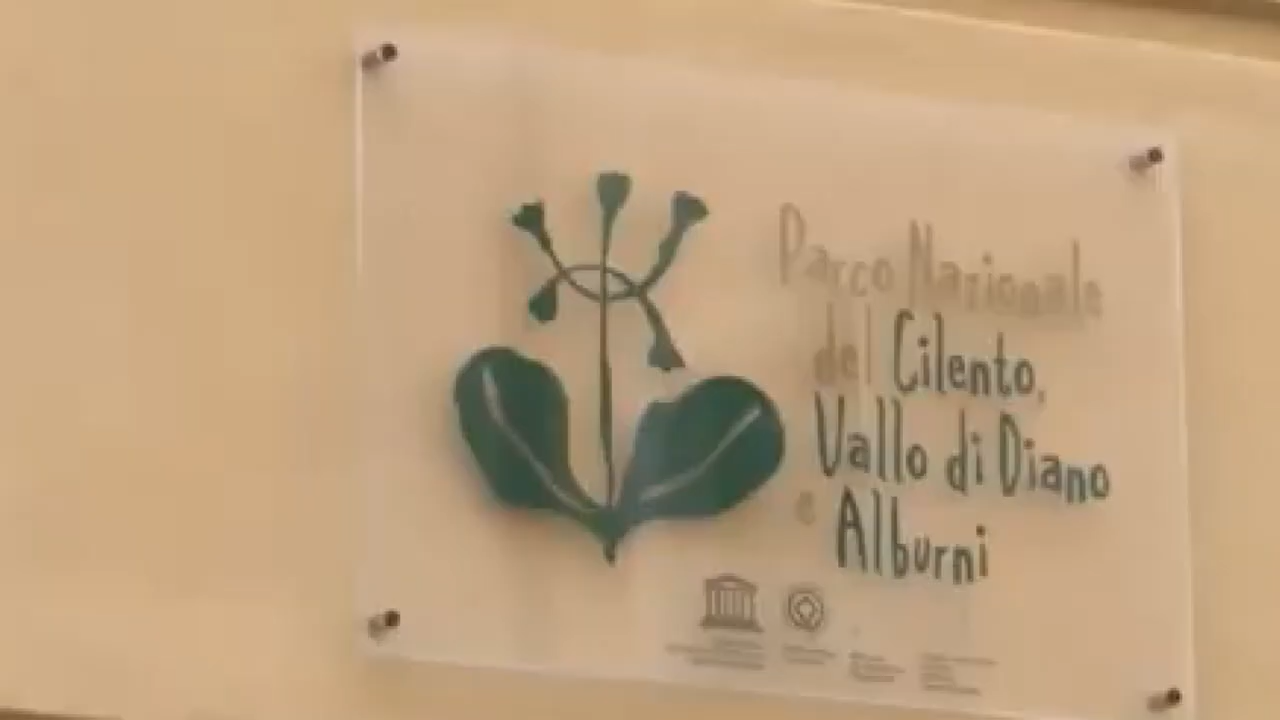 Parco Nazionale
del Cilento,
Vallo di Diano
e Alburni